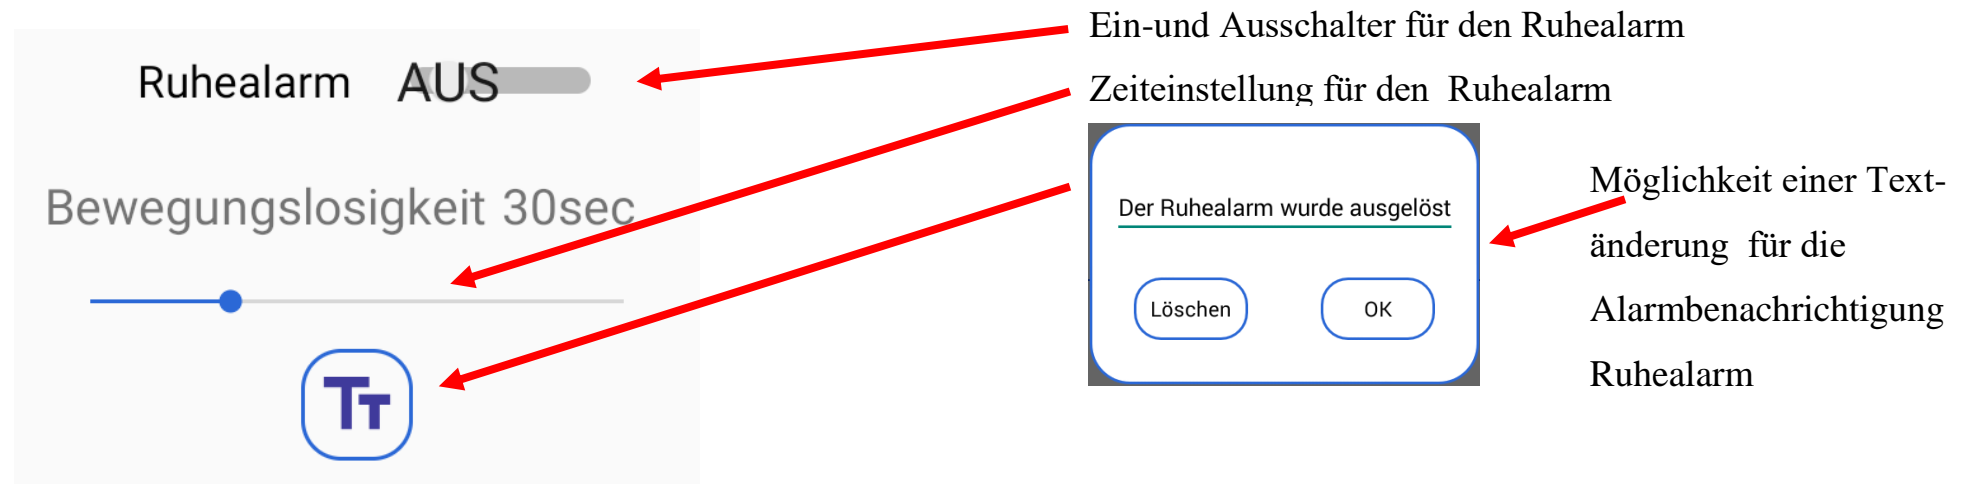 Ruhealarm AUS
Bewegungslosigkeit 30sec
Tт
Ein-und Ausschalter für den Ruhealarm
Zeiteinstellung für den Ruhealarm
Der Ruhealarm wurde ausgelöst
Löschen OK
Möglichkeit einer Text-
änderung für die
Alarmbenachrichtigung
Ruhealarm